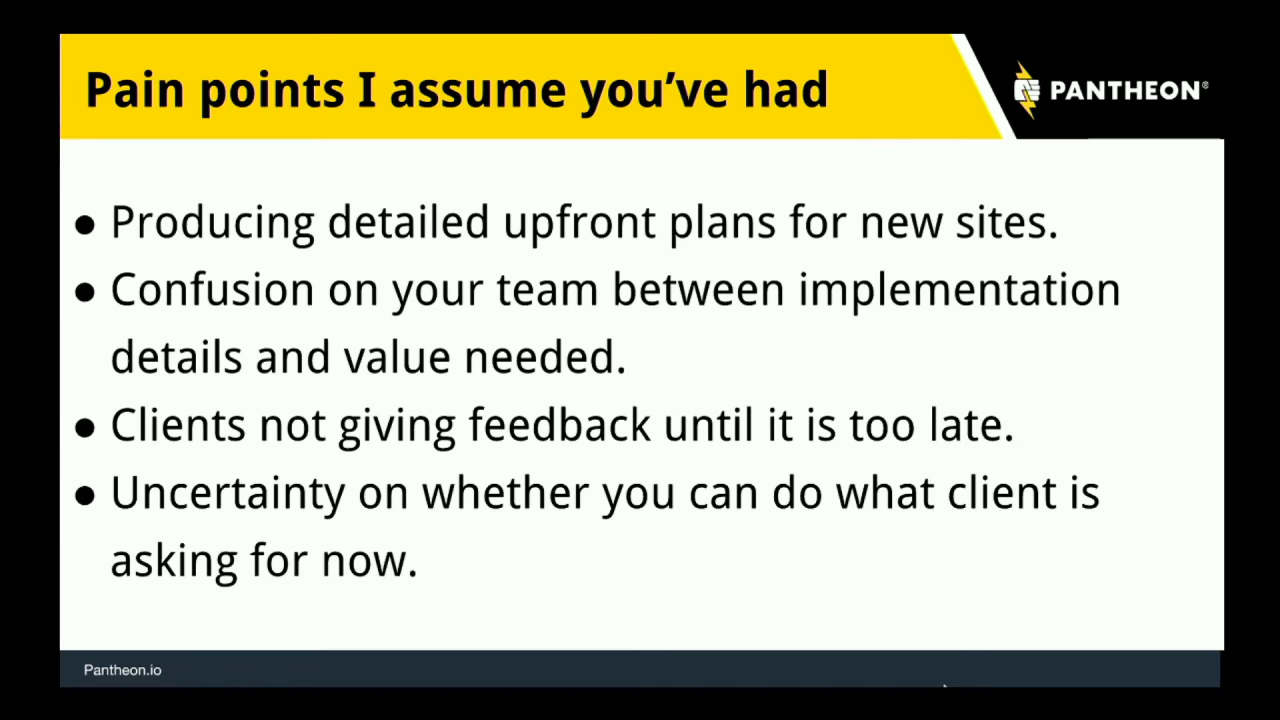 Pain points I assume you’ve had
PANTHEON®
● Producing detailed upfront plans for new sites.
● Confusion on your team between implementation
details and value needed.
● Clients not giving feedback until it is too late.
● Uncertainty on whether you can do what client is
asking for now.
Pantheon.io